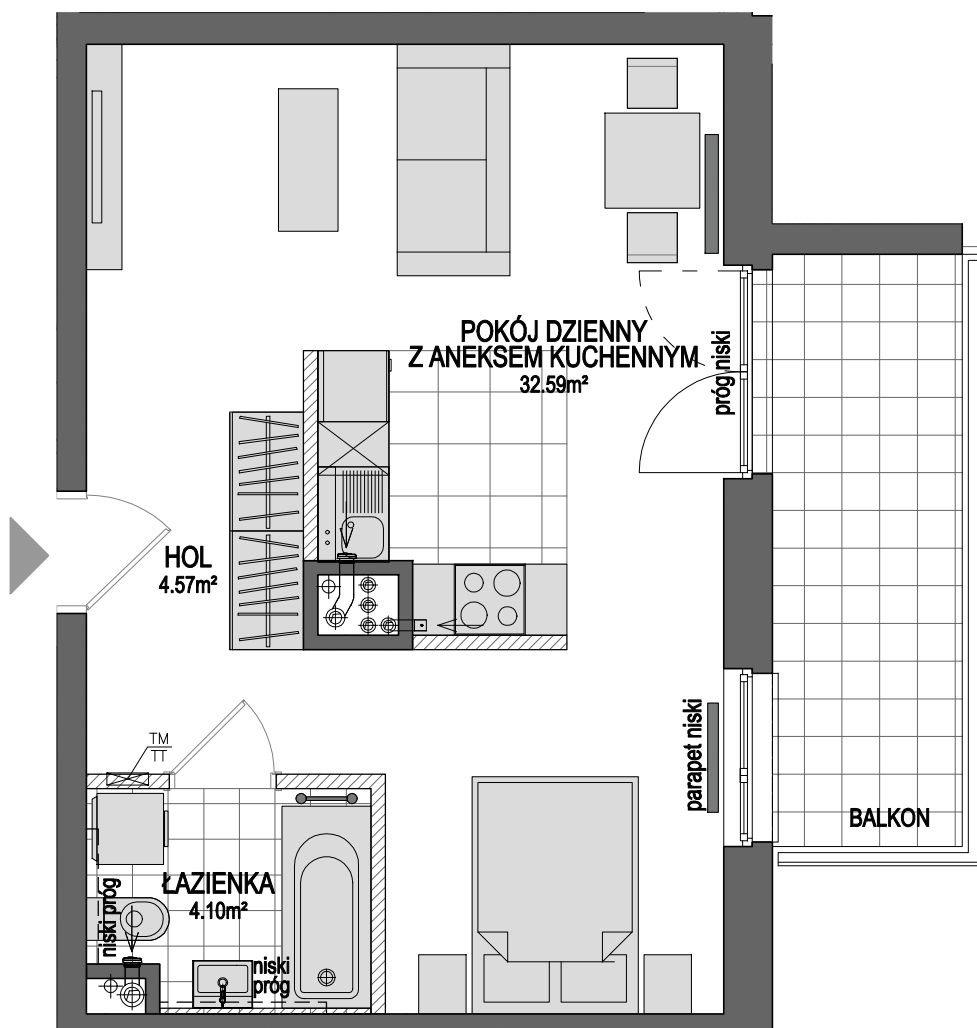 POKÓJ DZIENNY
Z ANEKSEM KUCHENNYM
32.59m²
próg niski
HOL
4.57m²
TM
TT
parapet niski
BALKON
ŁAZIENKA
4.10m²
niski próg
niski
próg